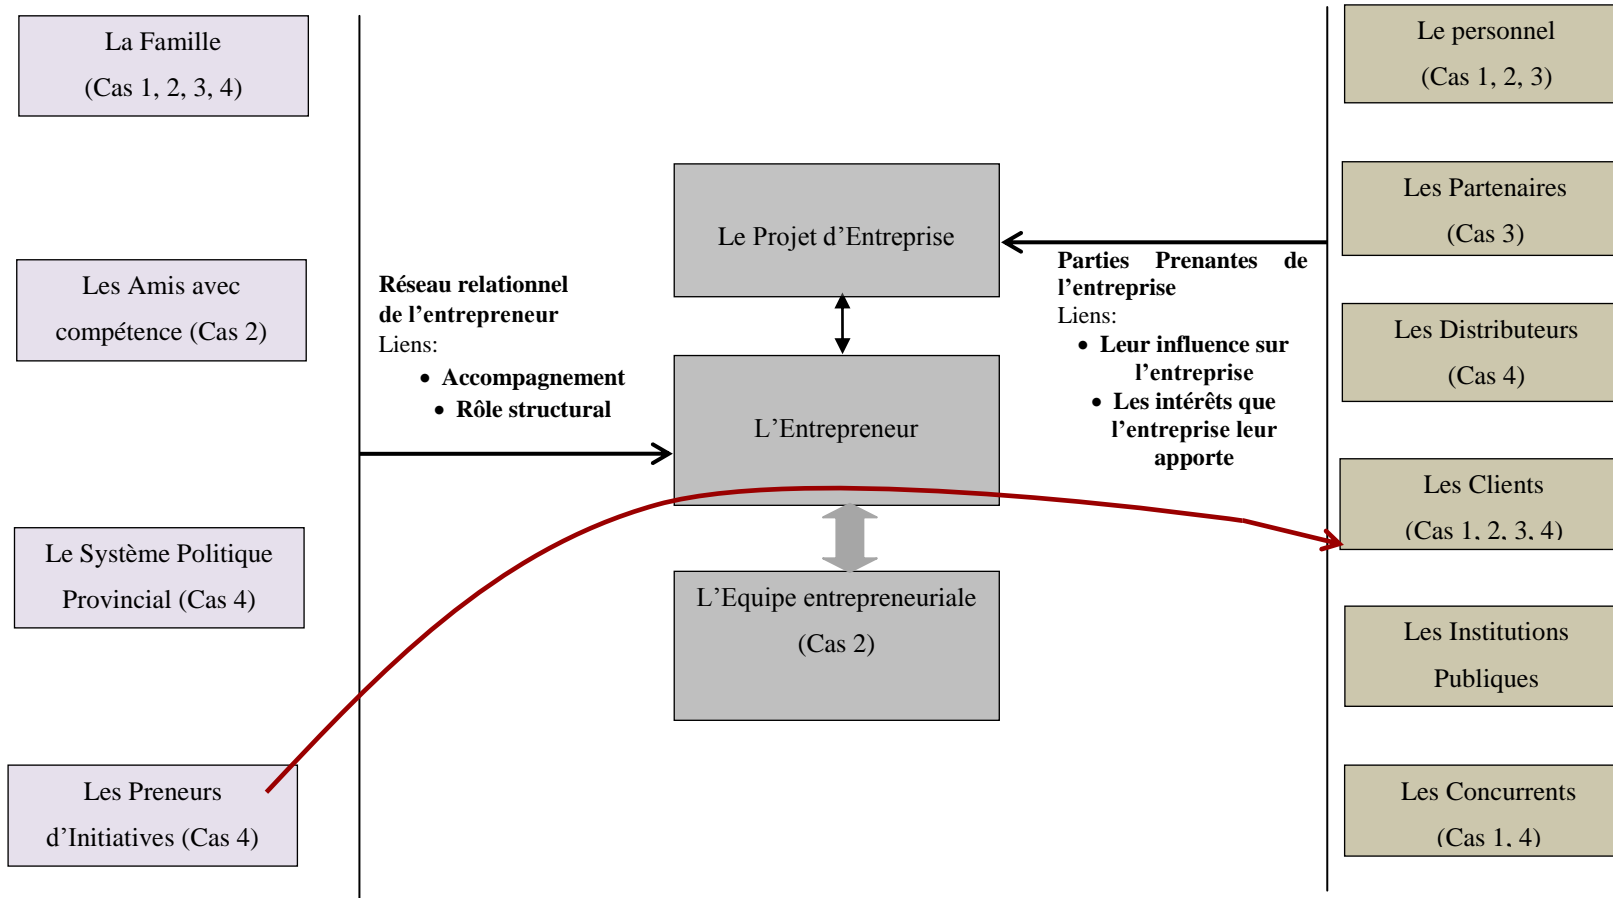 La Famille
(Cas 1, 2, 3, 4)
Les Amis avec
compétence (Cas 2)
Le Système Politique
Provincial (Cas 4)
Les Preneurs
d’Initiatives (Cas 4)
Réseau relationnel
de l’entrepreneur
Liens:
• Accompagnement
• Rôle structural
Le Projet d’Entreprise
L’Entrepreneur
L’Equipe entrepreneuriale
(Cas 2)
Parties Prenantes de
l’entreprise
Liens:
• Leur influence sur
l’entreprise
• Les intérêts que
l’entreprise leur
apporte
Le personnel
(Cas 1, 2, 3)
Les Partenaires
(Cas 3)
Les Distributeurs
(Cas 4)
Les Clients
(Cas 1, 2, 3, 4)
Les Institutions
Publiques
Les Concurrents
(Cas 1, 4)